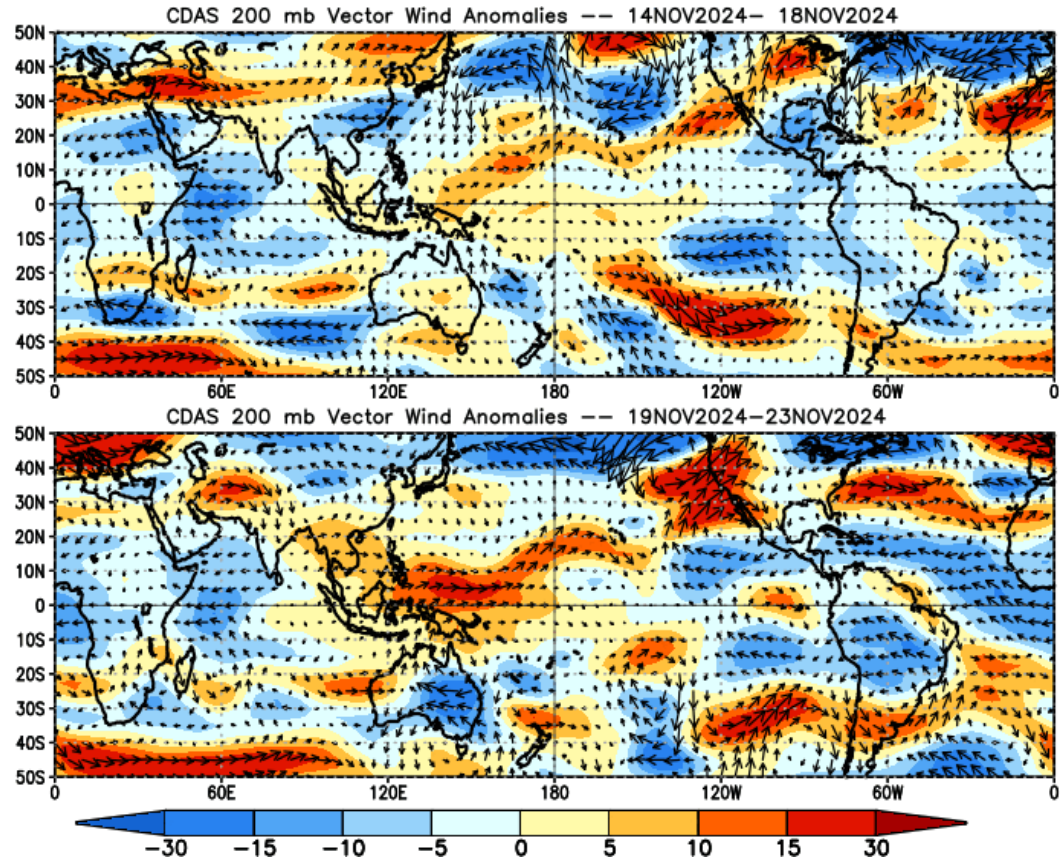 CDAS 200 mb Vector Wind Anomalies -- 14NOV2024- 18NOV2024
50N
40N
30N
20N
10N
0
10S
20S
30S
40S
50S
0 60E 120E 180 120W 60W 0
CDAS 200 mb Vector Wind Anomalies -- 19NOV2024-23NOV2024
50N
40N
30N
20N
10N
0
10S
20S
30S
40S
50S
0 60E 120E 180 120W 60W 0
-30 -15 -10 -5 0 5 10 15 30